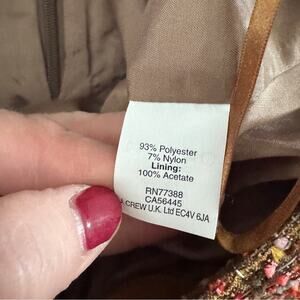 93% Polyester
7% Nylon
Lining:
100% Acetate
RN77388
CA56445
CREW U.K. Ltd EC4V 6JA